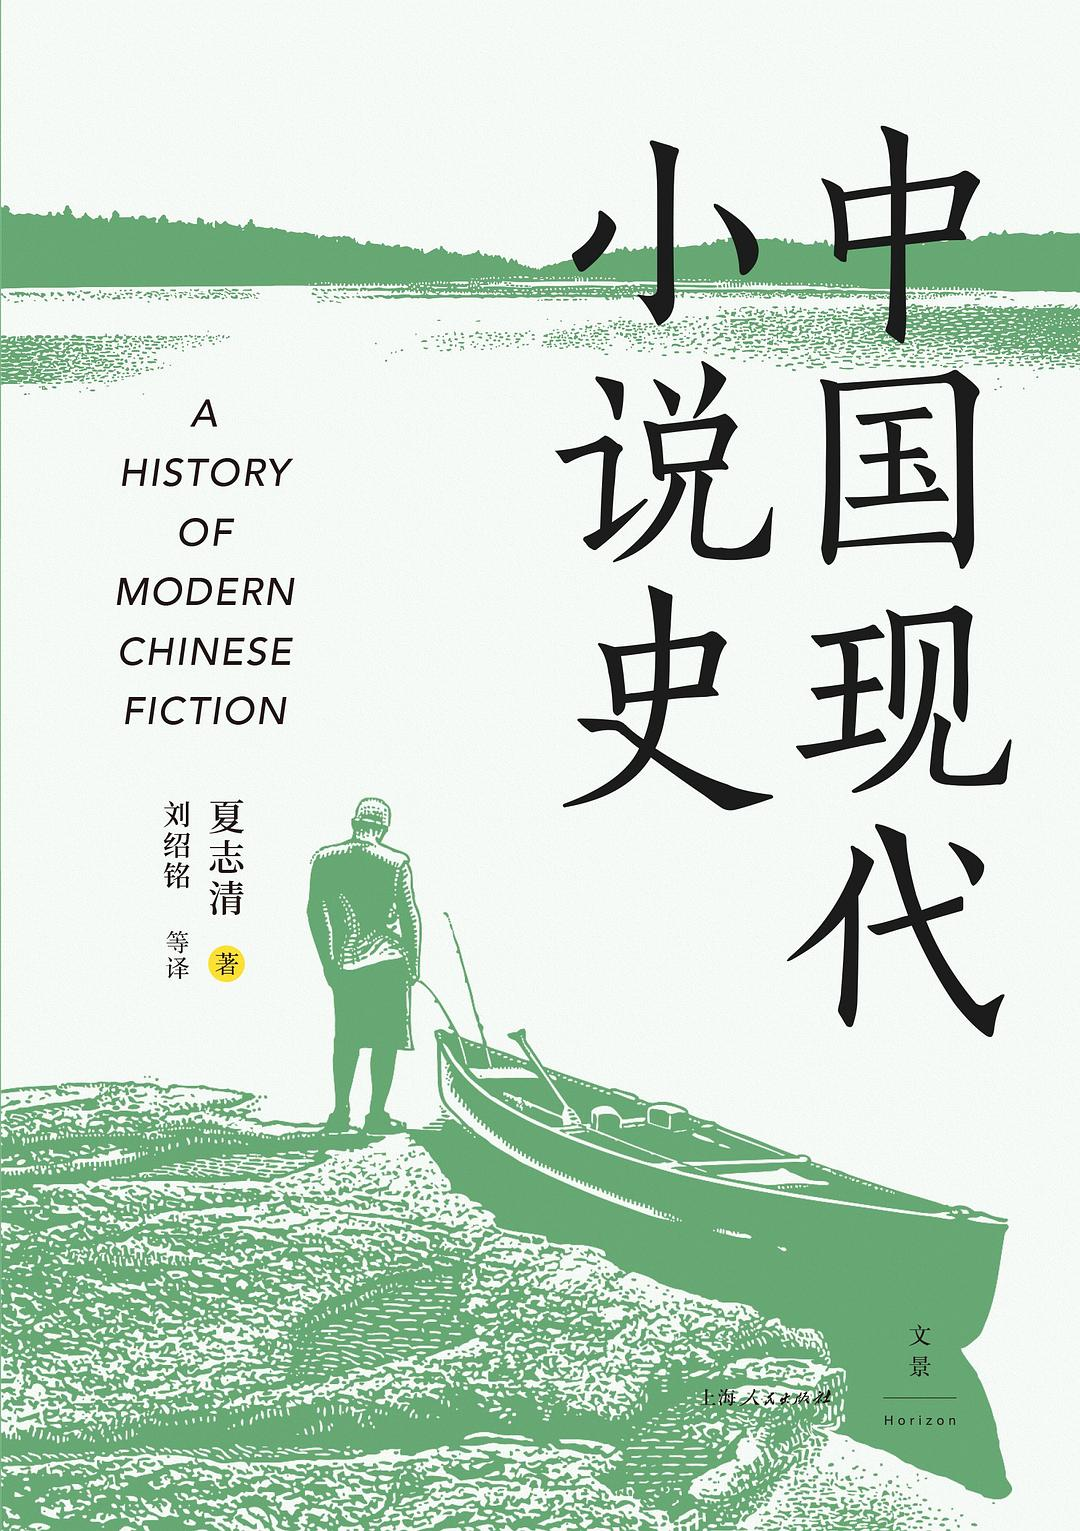 中国现代
小说史
A
HISTORY
OF
MODERN
CHINESE
FICTION
夏志清 著
刘绍铭 等译
文景
Horizon
上海人民出版社